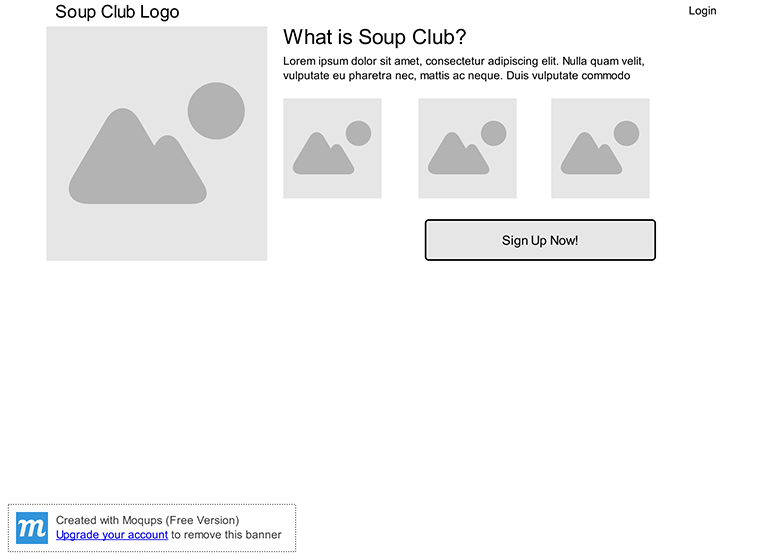 Soup Club Logo
Login
What is Soup Club?
Lorem ipsum dolor sit amet, consectetur adipiscing elit. Nulla quam velit,
vulputate eu pharetra nec, mattis ac neque. Duis vulputate commodo
Sign Up Now!
m
Created with Moqups (Free Version)
Upgrade your account to remove this banner